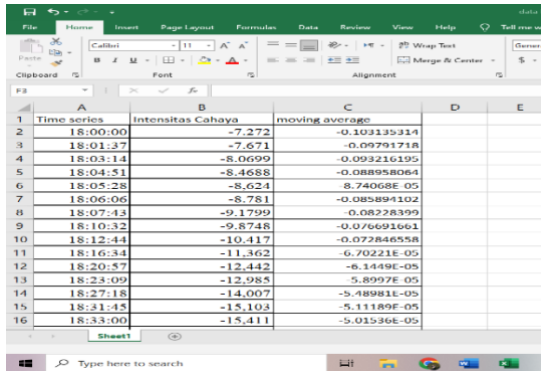 data
File Home Insert Page Layout Formulas Data Review View Help Tell me w
Calibri 11 A A Wrap Text Gener
Paste B I U A Merge & Center $
Clipboard Font Alignment
F8 fx
A B C D E
1 Time series Intensitas Cahaya moving average
2 18:00:00 -7.272 -0.103135314
3 18:01:37 -7.671 -0.09791718
4 18:03:14 -8.0699 -0.093216195
5 18:04:51 -8.4688 -0.088958064
6 18:05:28 -8,624 -8.74068E-05
7 18:06:06 -8.781 -0.085894102
8 18:07:43 -9.1799 -0.08228399
9 18:10:32 -9.8748 -0.076691661
10 18:12:44 -10.417 -0.072846558
11 18:16:34 -11,362 -6.70221E-05
12 18:20:57 -12,442 -6.1449E-05
13 18:23:09 -12,985 -5.8997E-05
14 18:27:18 -14,007 -5.48981E-05
15 18:31:45 -15,103 -5.11189E-05
16 18:33:00 -15,411 -5.01536E-05
Sheet1
Type here to search